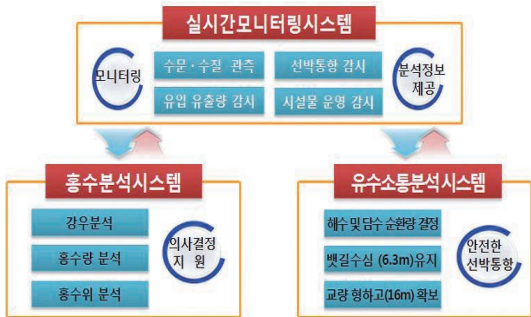 실시간모니터링시스템
모니터링
수문·수질 관측
선박통항 감시
유입 유출량 감시
시설물 운영 감시
분석정보
제공
홍수분석시스템
강우분석
홍수량 분석
홍수위 분석
의사결정
지 원
유수소통분석시스템
해수 및 담수 순환량 결정
뱃길수심 (6.3m)유지
교량 형하고(16m) 확보
안전한
선박통항